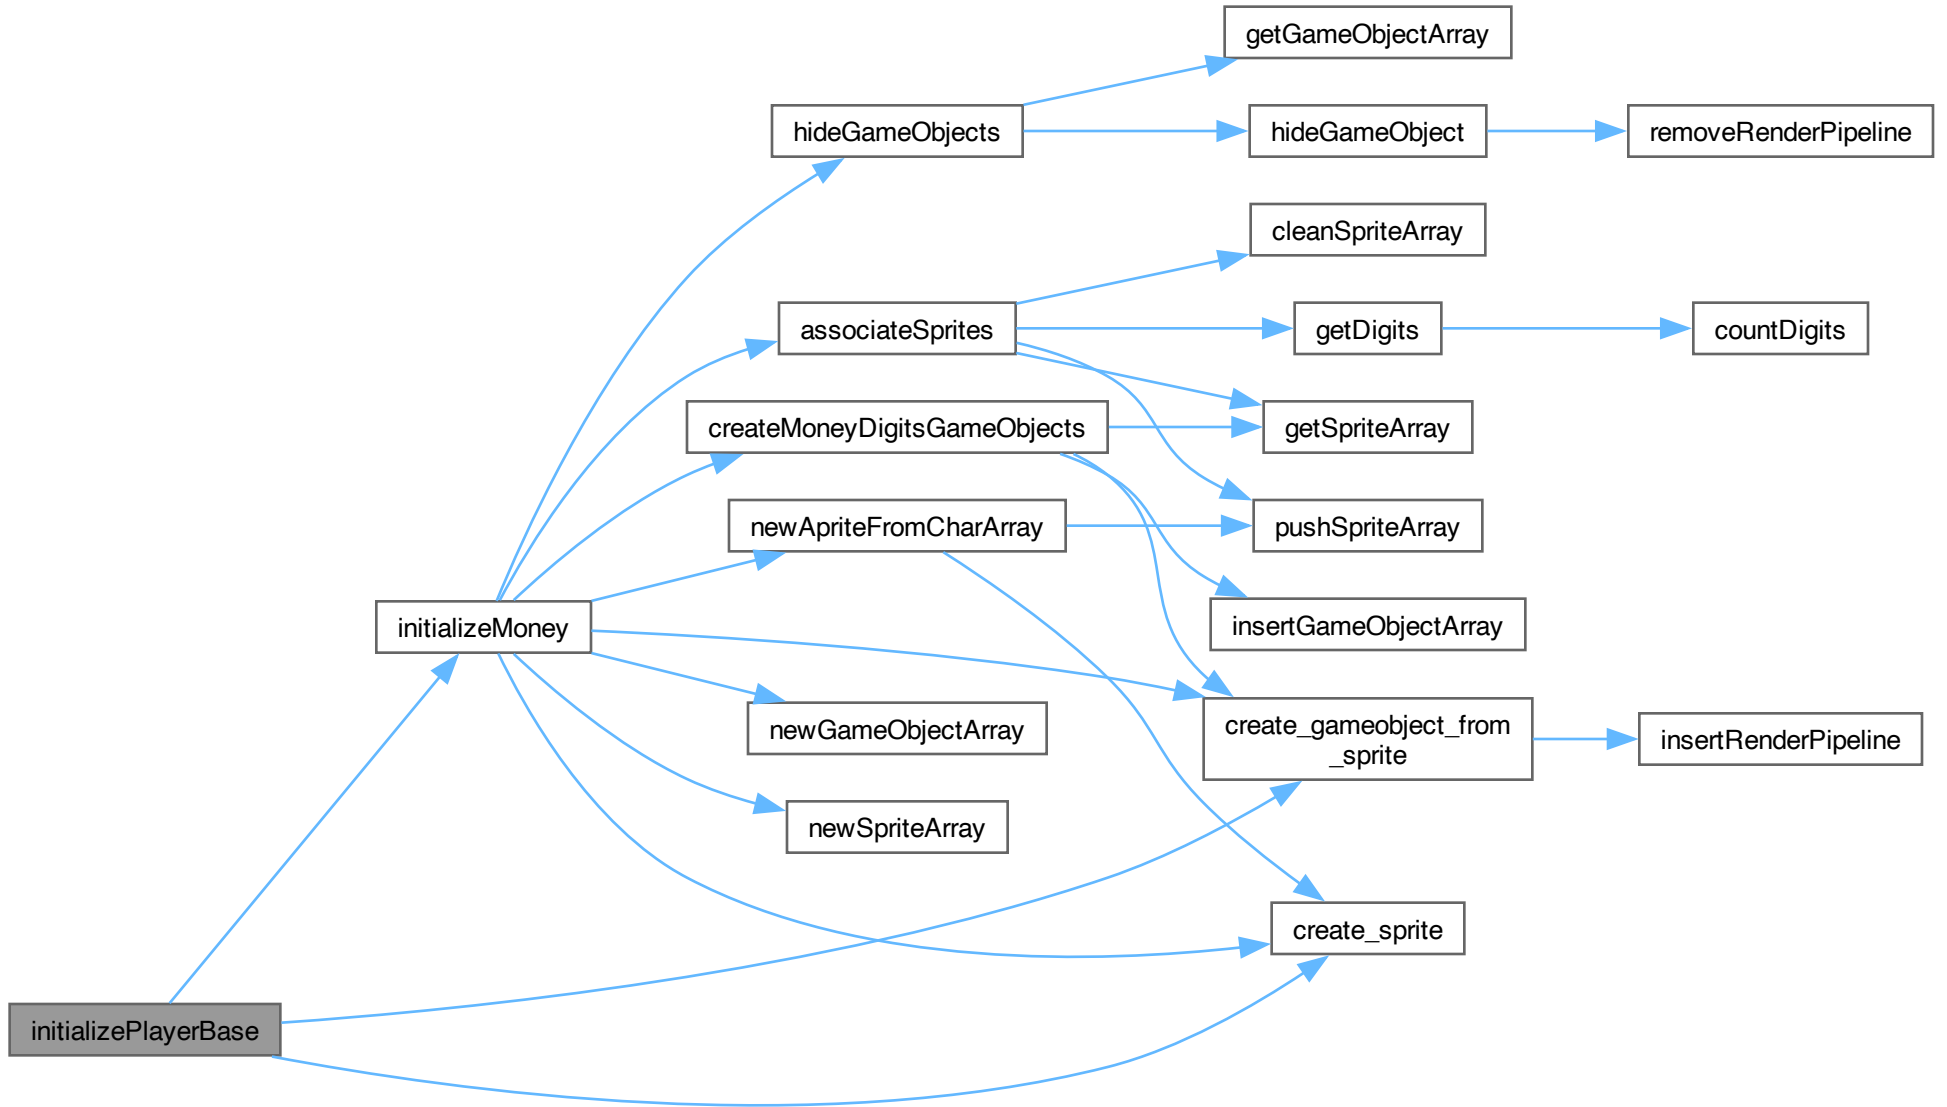 getGameObjectArray
hideGameObjects
hideGameObject
removeRenderPipeline
cleanSpriteArray
associateSprites
getDigits
countDigits
createMoneyDigitsGameObjects
getSpriteArray
newApriteFromCharArray
pushSpriteArray
initializeMoney
insertGameObjectArray
newGameObjectArray
create_gameobject_from
_sprite
insertRenderPipeline
newSpriteArray
create_sprite
initializePlayerBase